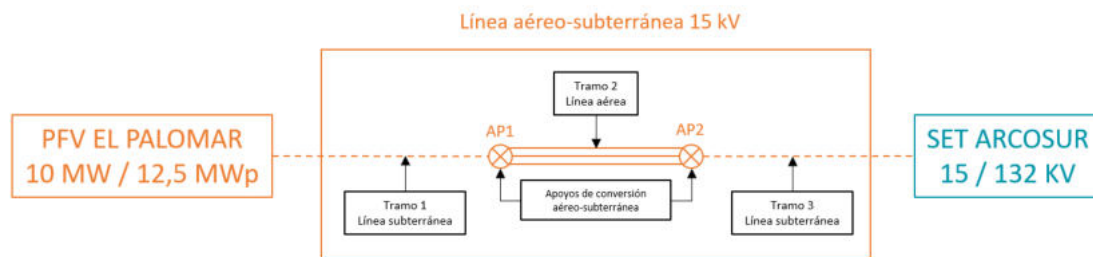 Línea aéreo-subterránea 15 kV
Tramo 2
Línea aérea
PFV EL PALOMAR
10 MW / 12,5 MWp
AP1
AP2
SET ARCOSUR
15 / 132 KV
Tramo 1
Línea subterránea
Apoyos de conversión
aéreo-subterránea
Tramo 3
Línea subterránea